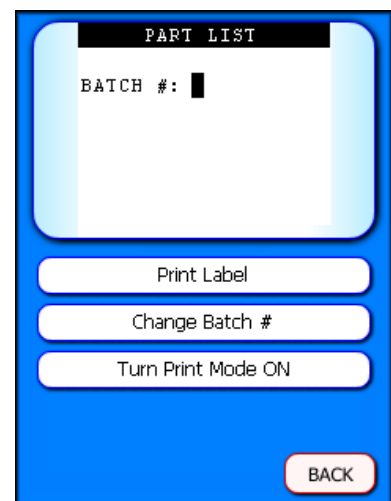 PART LIST
BATCH #:
Print Label
Change Batch #
Turn Print Mode ON
BACK